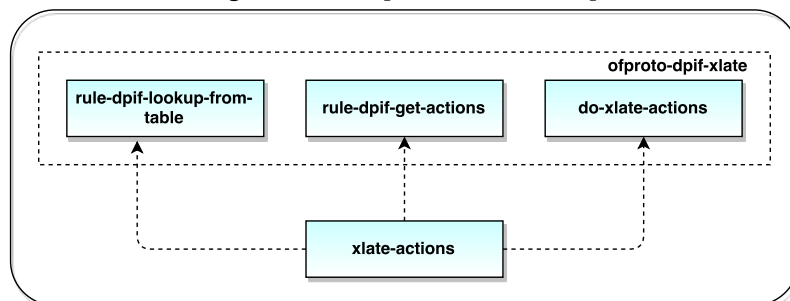 ofproto-dpif-xlate
rule-dpif-lookup-from-
table
rule-dpif-get-actions
do-xlate-actions
xlate-actions